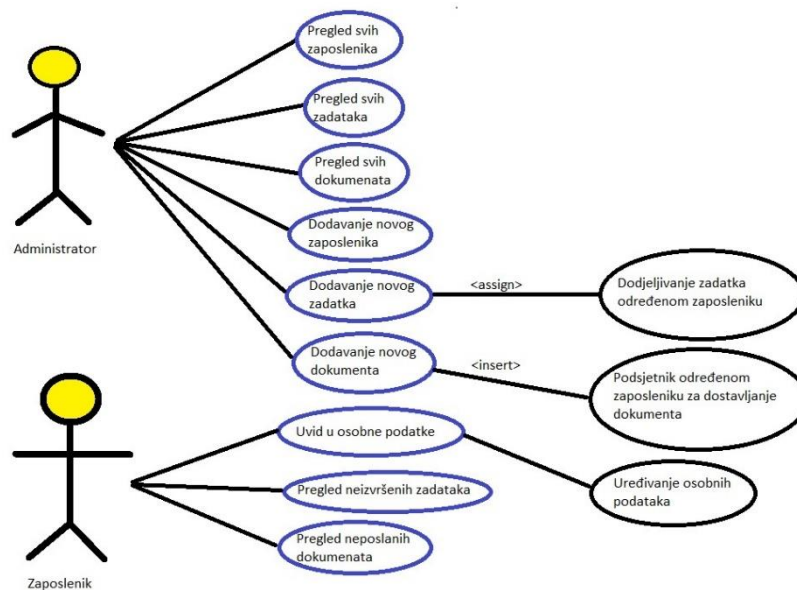 Pregled svih
zaposlenika
Pregled svih
zadataka
Pregled svih
dokumenata
Dodavanje novog
zaposlenika
Administrator
Dodavanje novog
zadatka
<assign>
Dodjeljivanje zadatka
određenom zaposleniku
Dodavanje novog
dokumenta
<insert>
Podsjetnik određenom
zaposleniku za dostavljanje
dokumenta
Uvid u osobne podatke
Uređivanje osobnih
podataka
Pregled neizvršenih zadataka
Pregled neposlanih
dokumenata
Zaposlenik